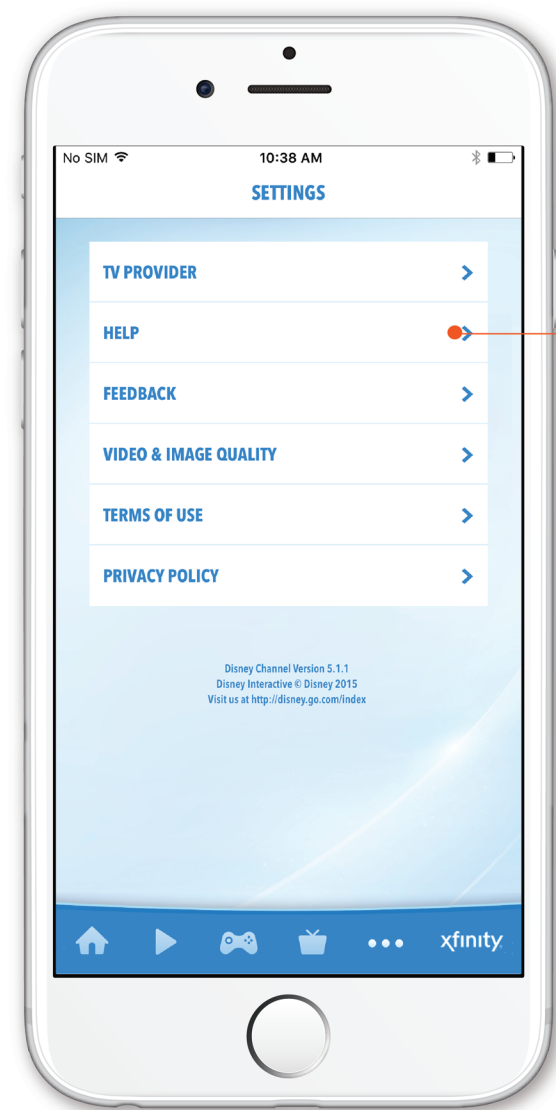 No SIM
10:38 AM
SETTINGS
TV PROVIDER
HELP
FEEDBACK
VIDEO & IMAGE QUALITY
TERMS OF USE
PRIVACY POLICY
Disney Channel Version 5.1.1
Disney Interactive © Disney 2015
Visit us at http://disney.go.com/index
xfinity